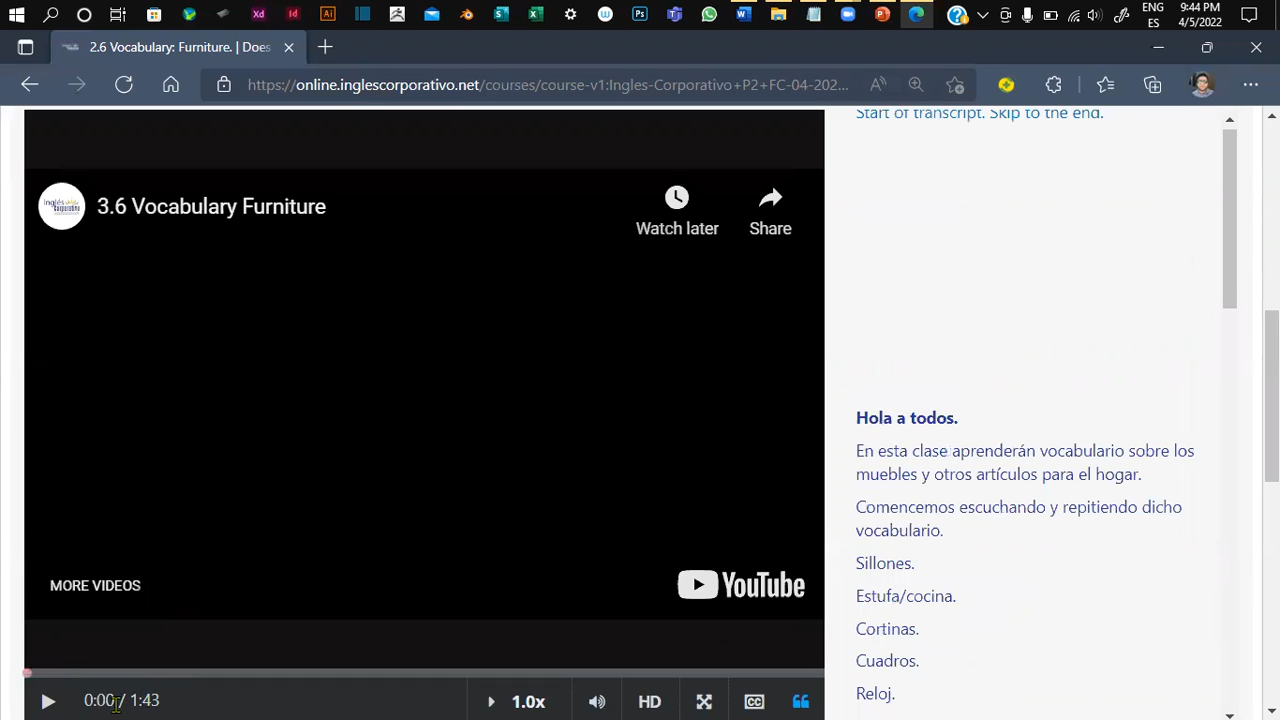 ENG
9:44 PM
ES
4/5/2022
2.6 Vocabulary: Furniture. | Does
https://online.inglescorporativo.net/courses/course-v1:Ingles-Corporativo+P2+FC-04-202...
Start of transcript. Skip to the end.
3.6 Vocabulary Furniture
Watch later
Share
Hola a todos.
En esta clase aprenderán vocabulario sobre los
muebles y otros artículos para el hogar.
Comencemos escuchando y repitiendo dicho
vocabulario.
Sillones.
Estufa/cocina.
Cortinas.
Cuadros.
Reloj.
MORE VIDEOS
YouTube
0:00 / 1:43
1.0x
HD
CC